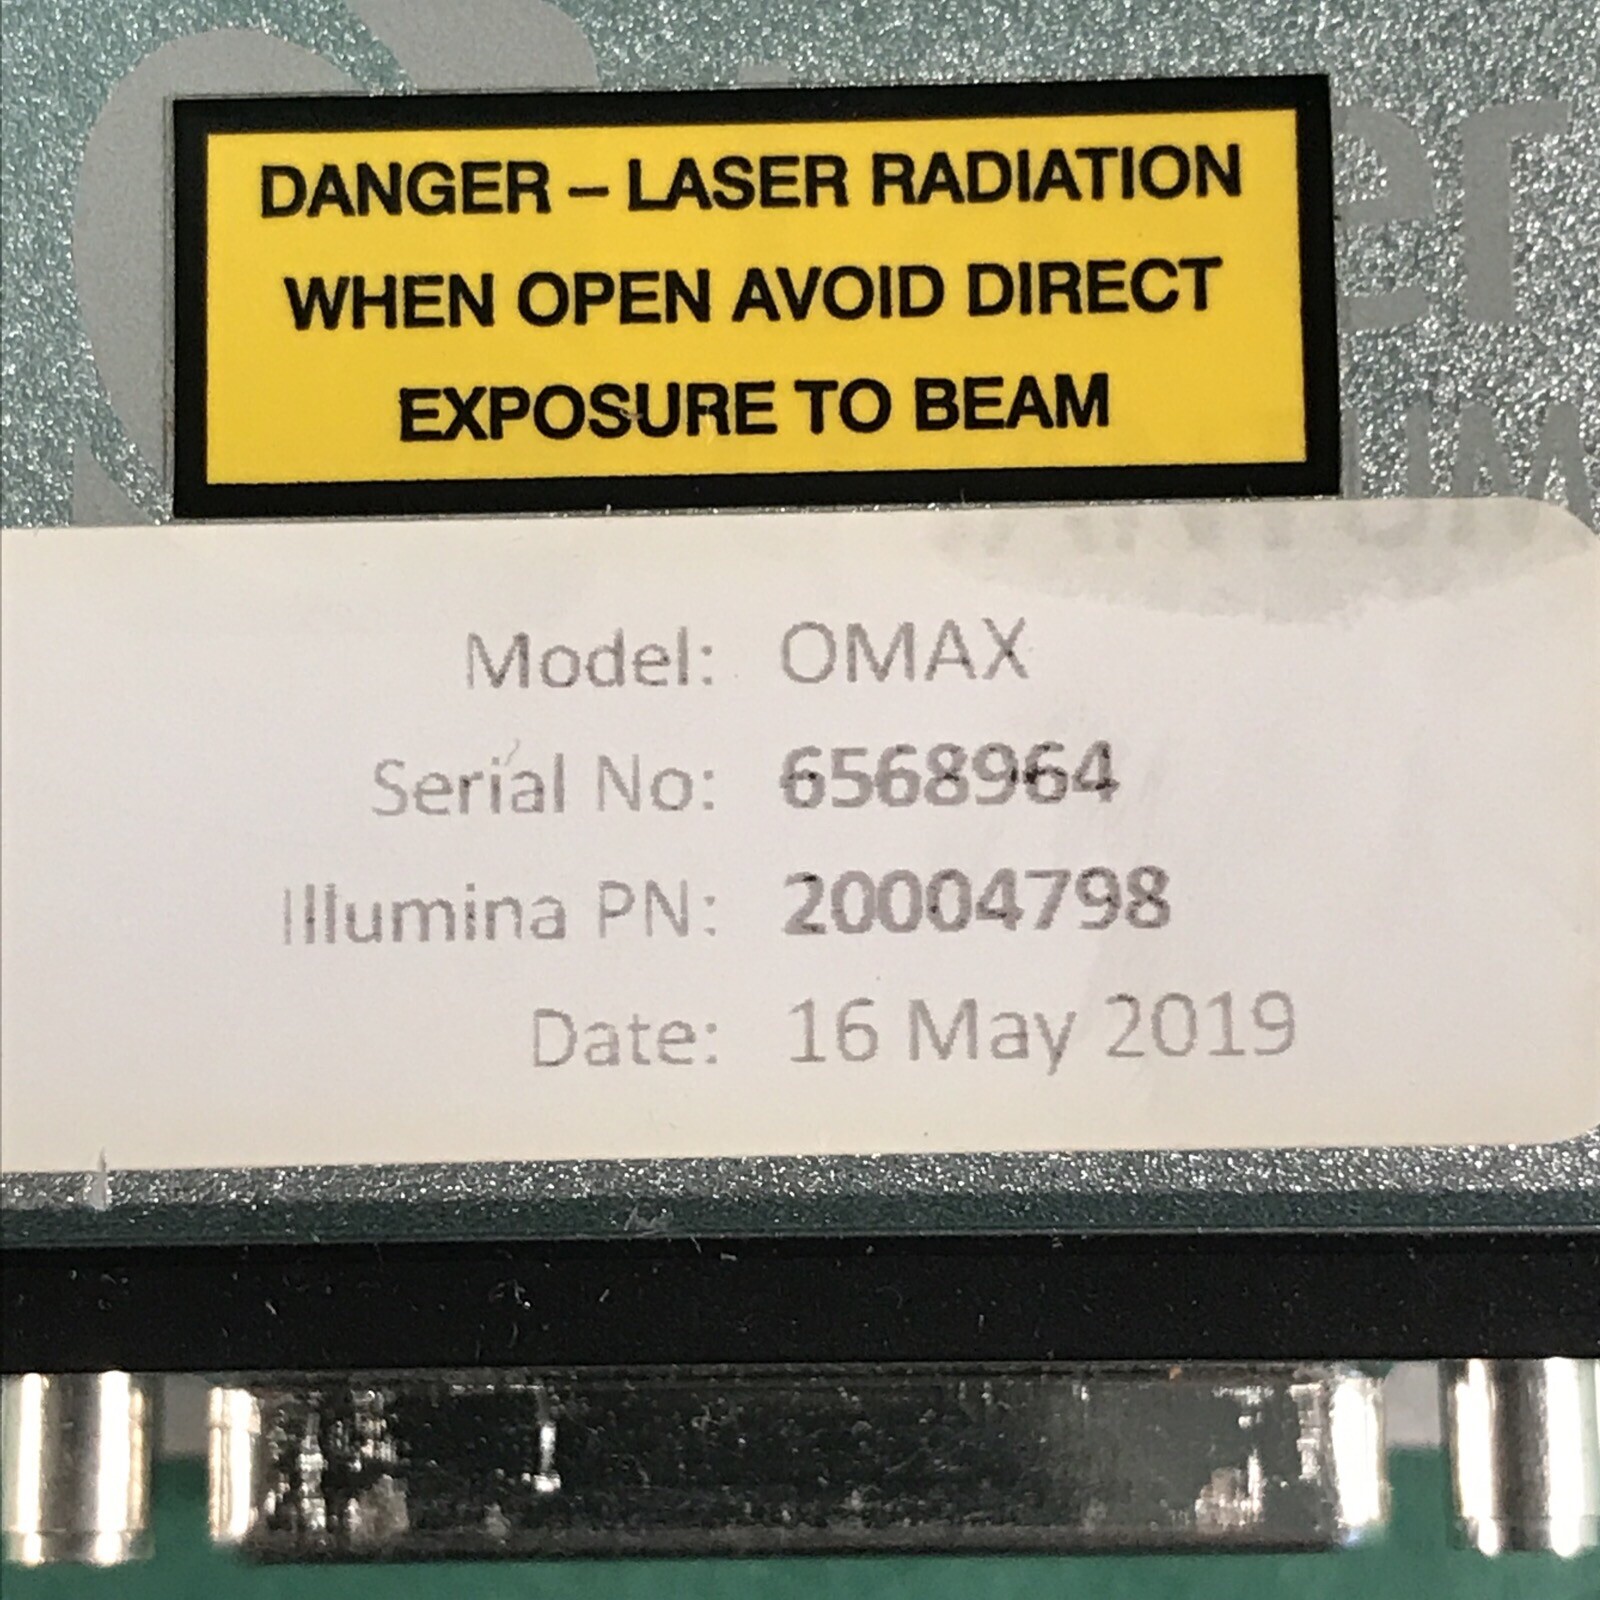 DANGER – LASER RADIATION
WHEN OPEN AVOID DIRECT
EXPOSURE TO BEAM
Model: OMAX
Serial No: 6568964
Illumina PN: 20004798
Date: 16 May 2019